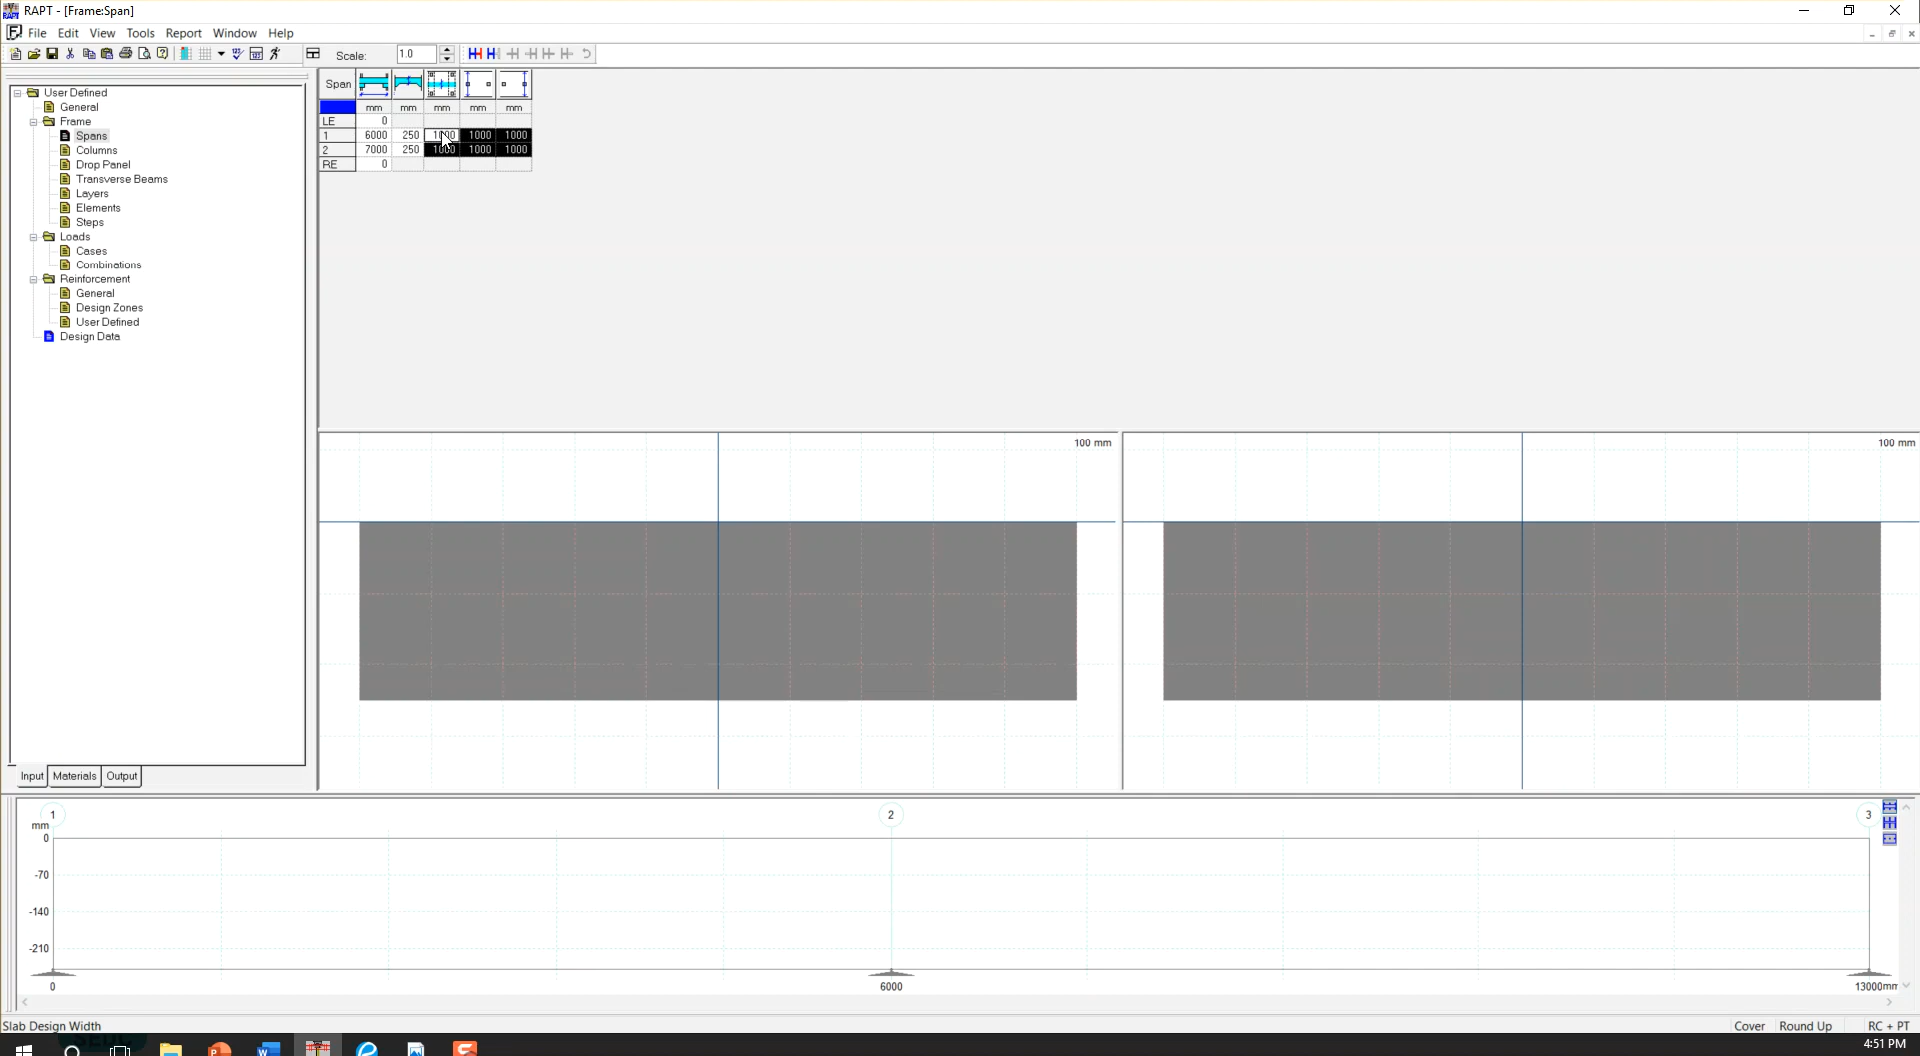 RAPT - [Frame:Span]
File Edit View Tools Report Window Help
Scale: 1.0
Span
mm mm mm mm mm
LE 0
1 6000 250 1000 1000 1000
2 7000 250 1000 1000 1000
RE 0
User Defined
General
Frame
Spans
Columns
Drop Panel
Transverse Beams
Layers
Elements
Steps
Loads
Cases
Combinations
Reinforcement
General
Design Zones
User Defined
Design Data
Input Materials Output
100 mm
100 mm
1 2 3
mm
0
-70
-140
-210
0 6000 13000mm
Slab Design Width
Cover Round Up RC + PT
4:51 PM